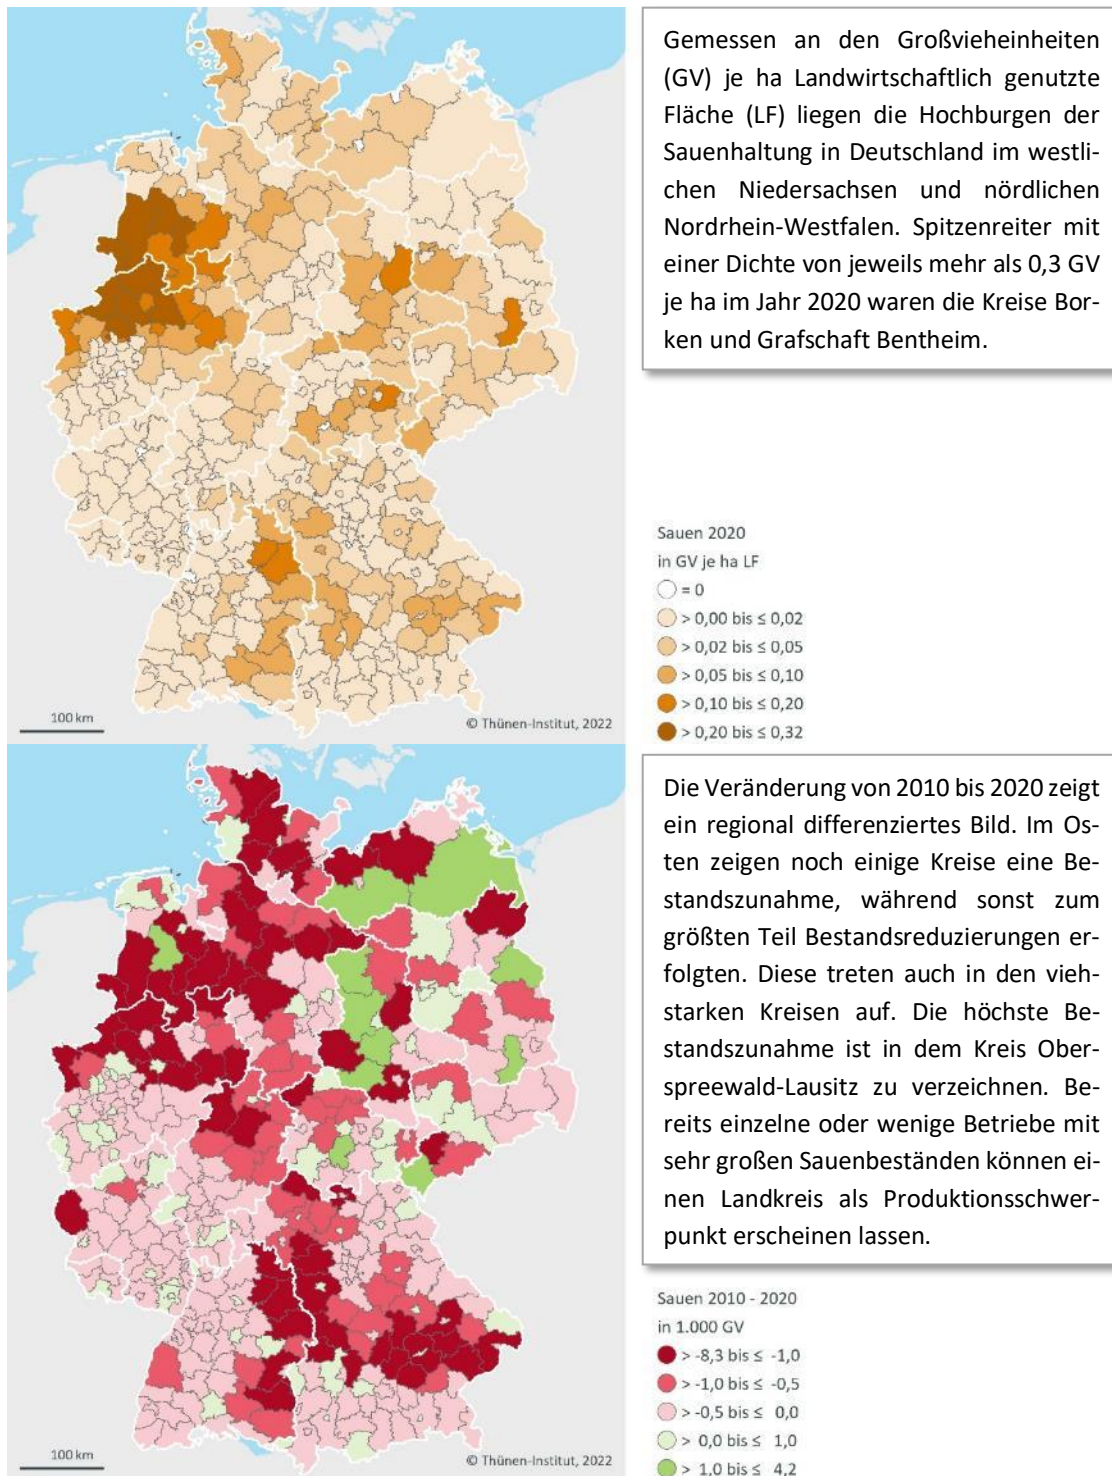 Gemessen an den Großvieheinheiten
(GV) je ha Landwirtschaftlich genutzte
Fläche (LF) liegen die Hochburgen der
Sauenhaltung in Deutschland im westli-
chen Niedersachsen und nördlichen
Nordrhein-Westfalen. Spitzenreiter mit
einer Dichte von jeweils mehr als 0,3 GV
je ha im Jahr 2020 waren die Kreise Bor-
ken und Grafschaft Bentheim.
Sauen 2020
in GV je ha LF
= 0
> 0,00 bis ≤ 0,02
> 0,02 bis ≤ 0,05
> 0,05 bis ≤ 0,10
> 0,10 bis ≤ 0,20
> 0,20 bis ≤ 0,32
100 km
© Thünen-Institut, 2022
Die Veränderung von 2010 bis 2020 zeigt
ein regional differenziertes Bild. Im Os-
ten zeigen noch einige Kreise eine Be-
standszunahme, während sonst zum
größten Teil Bestandsreduzierungen er-
folgten. Diese treten auch in den vieh-
starken Kreisen auf. Die höchste Be-
standszunahme ist in dem Kreis Ober-
spreewald-Lausitz zu verzeichnen. Be-
reits einzelne oder wenige Betriebe mit
sehr großen Sauenbeständen können ei-
nen Landkreis als Produktionsschwer-
punkt erscheinen lassen.
Sauen 2010 - 2020
in 1.000 GV
> -8,3 bis ≤ -1,0
> -1,0 bis ≤ -0,5
> -0,5 bis ≤ 0,0
> 0,0 bis ≤ 1,0
> 1,0 bis ≤ 4,2
100 km
© Thünen-Institut, 2022